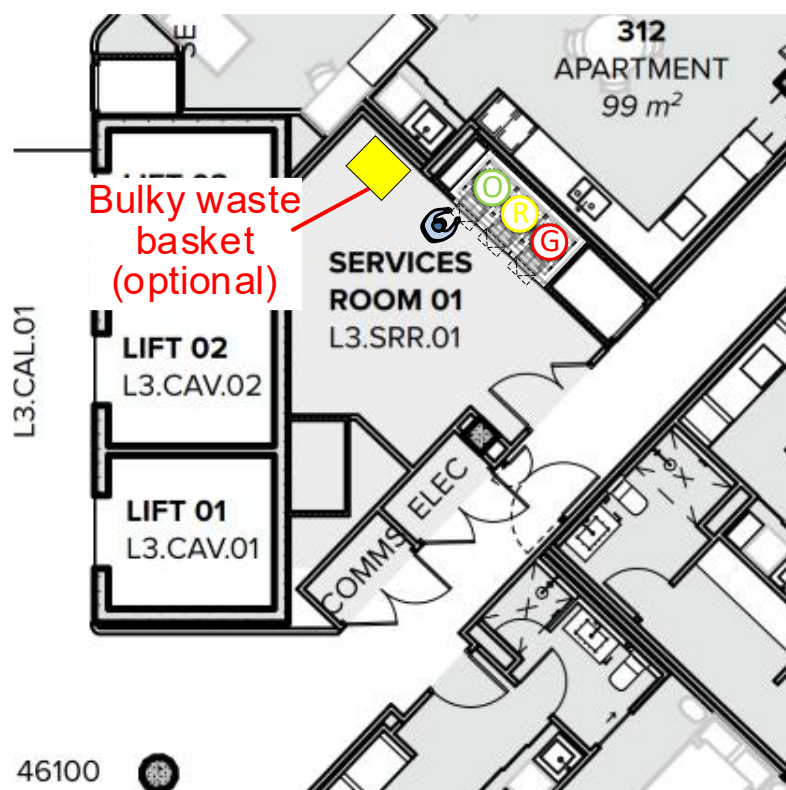 SE
312
APARTMENT
99 m²
Bulky waste
basket
(optional)
O
R
G
SERVICES
ROOM 01
L3.SRR.01
L3.CAL.01
LIFT 02
L3.CAV.02
LIFT 01
L3.CAV.01
ELEC
COMMS
46100